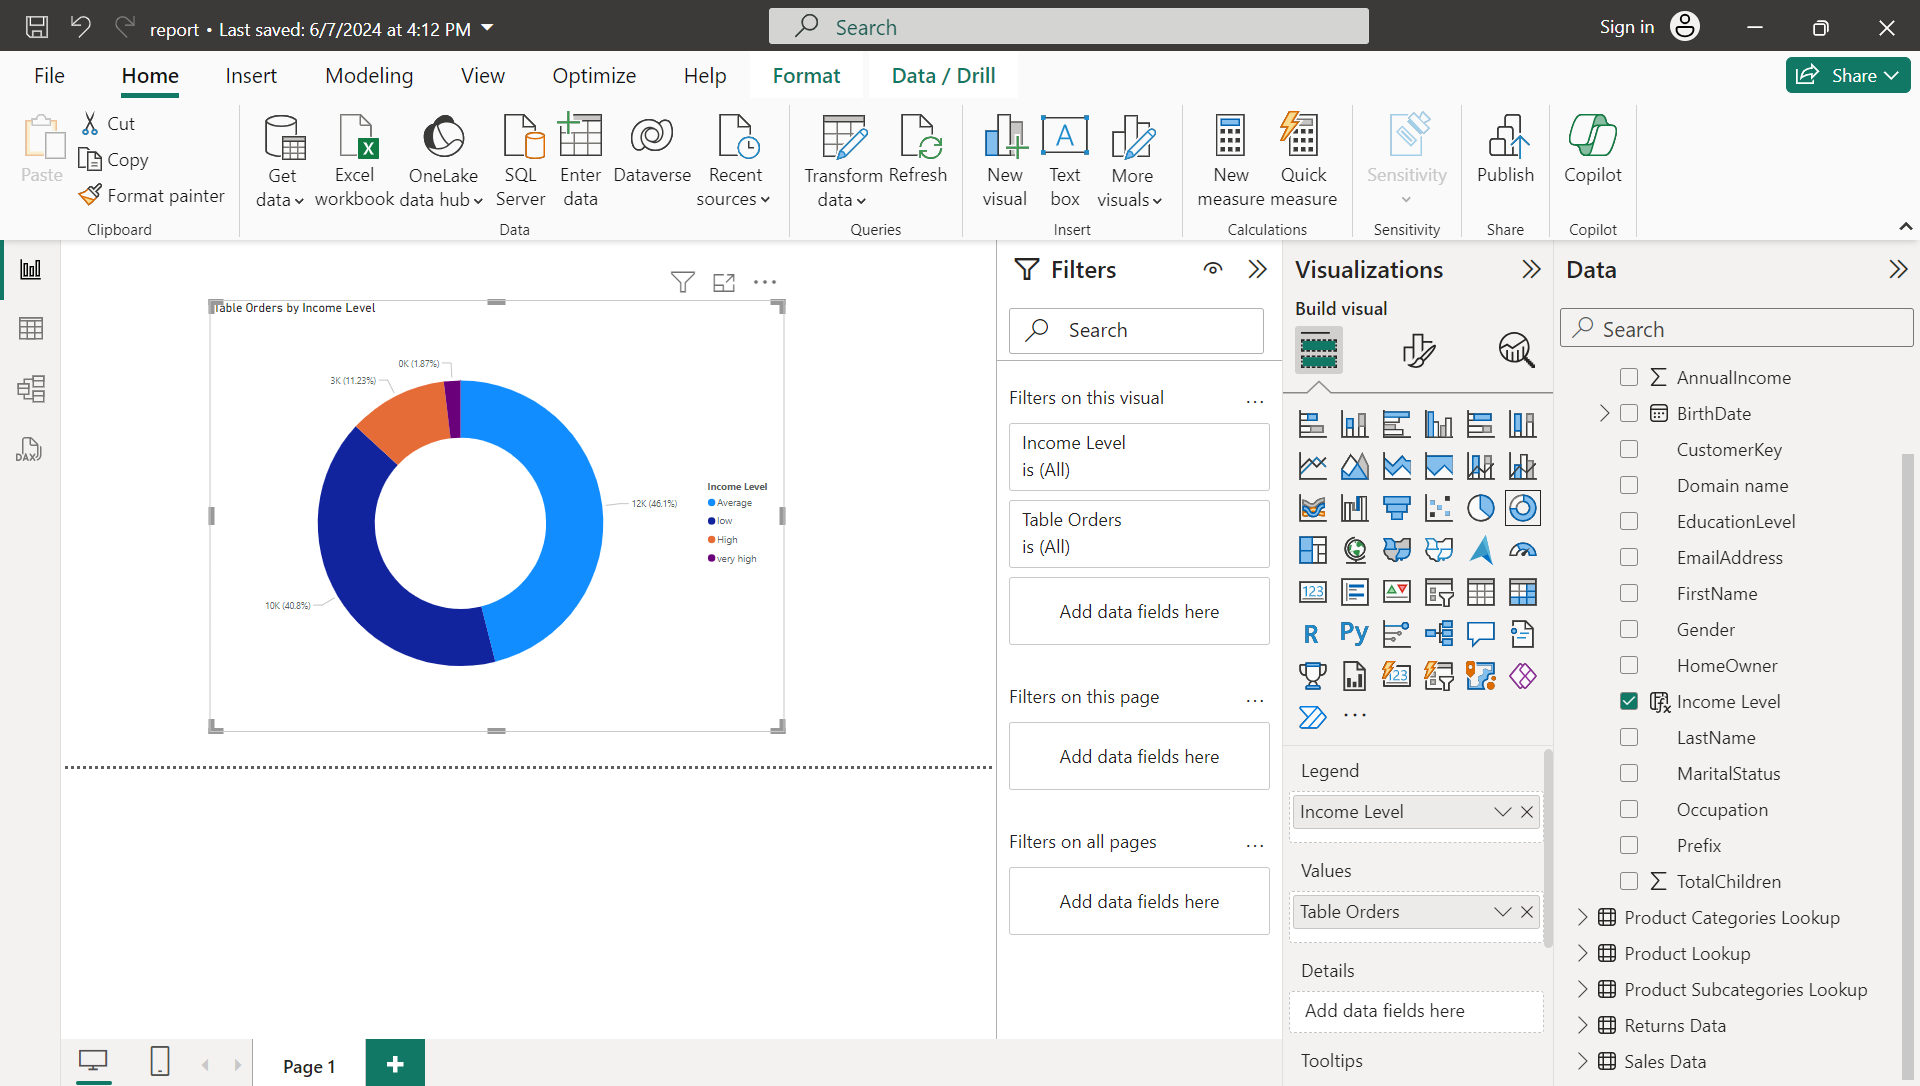 report • Last saved: 6/7/2024 at 4:12 PM
Search
Sign in
File
Home
Insert
Modeling
View
Optimize
Help
Format
Data / Drill
Share
Paste
Cut
Copy
Format painter
Clipboard
Get
data
Excel
workbook
OneLake
data hub
SQL
Server
Enter
data
Dataverse
Recent
sources
Data
Transform
data
Refresh
Queries
New
visual
Text
box
More
visuals
Insert
New
measure
Quick
measure
Calculations
Sensitivity
Sensitivity
Publish
Share
Copilot
Copilot
DAX
Table Orders by Income Level
0K (1.87%)
3K (11.23%)
12K (46.1%)
10K (40.8%)
Income Level
Average
low
High
very high
Filters
Search
Filters on this visual
Income Level
is (All)
Table Orders
is (All)
Add data fields here
Filters on this page
Add data fields here
Filters on all pages
Add data fields here
Visualizations
Build visual
123
R
Py
123
Legend
Income Level
Values
Table Orders
Details
Add data fields here
Tooltips
Data
Search
AnnualIncome
BirthDate
CustomerKey
Domain name
EducationLevel
EmailAddress
FirstName
Gender
HomeOwner
Income Level
LastName
MaritalStatus
Occupation
Prefix
TotalChildren
Product Categories Lookup
Product Lookup
Product Subcategories Lookup
Returns Data
Sales Data
Page 1